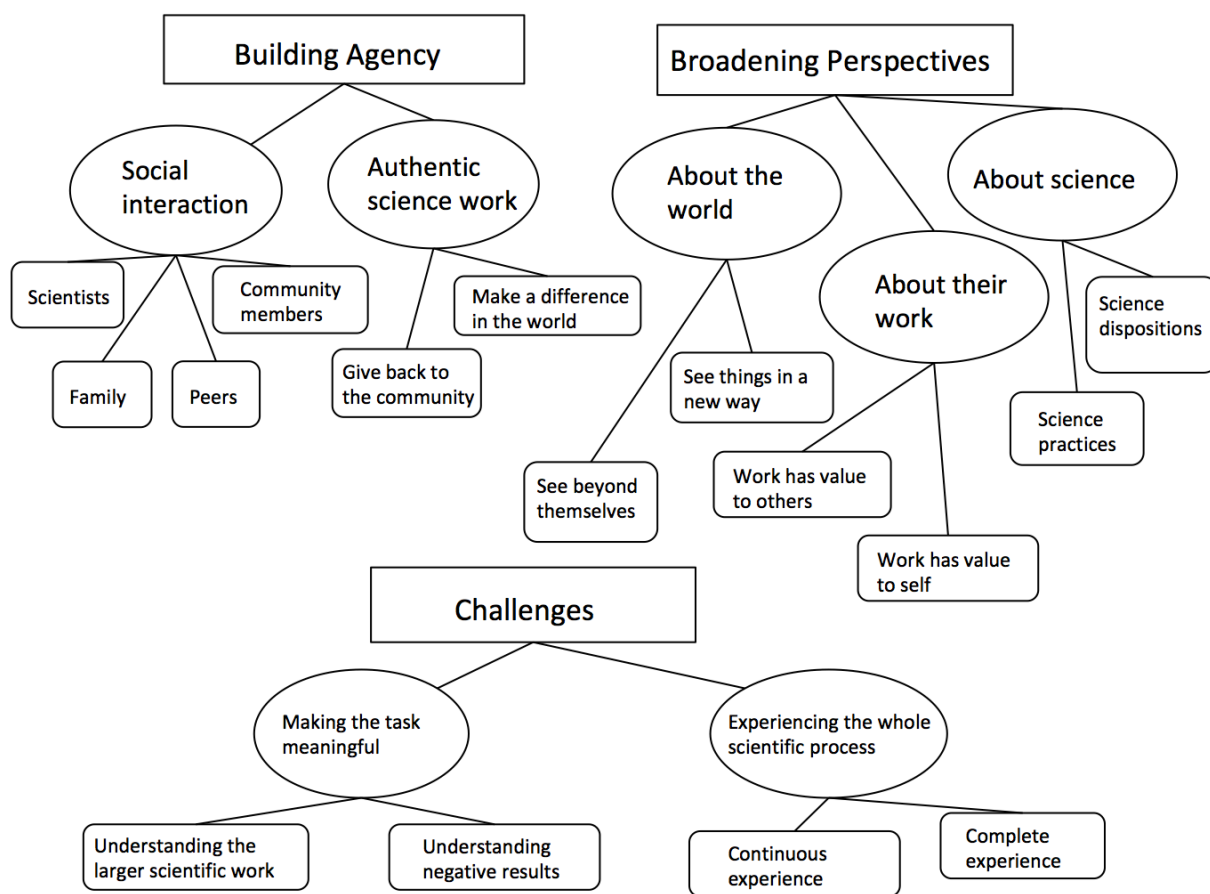 Building Agency
Broadening Perspectives
Social
interaction
Authentic
science work
About the
world
About science
About their
work
Scientists
Community
members
Make a difference
in the world
Science
dispositions
Family
Peers
Give back to
the community
See things in a
new way
Science
practices
See beyond
themselves
Work has value
to others
Work has value
to self
Challenges
Making the task
meaningful
Experiencing the whole
scientific process
Understanding the
larger scientific work
Understanding
negative results
Continuous
experience
Complete
experience